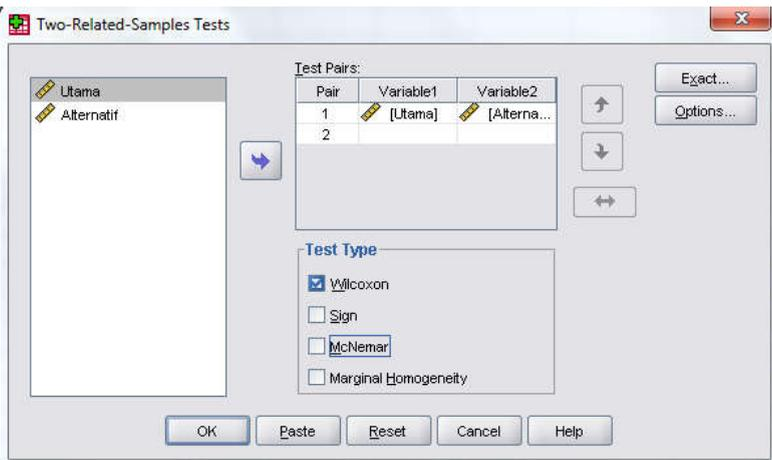 Two-Related-Samples Tests
Utama
Alternatif
Test Pairs:
Pair Variable1 Variable2
1 [Utama] [Alterna...
2
Exact...
Options...
Test Type
Wilcoxon
Sign
McNemar
Marginal Homogeneity
OK Paste Reset Cancel Help